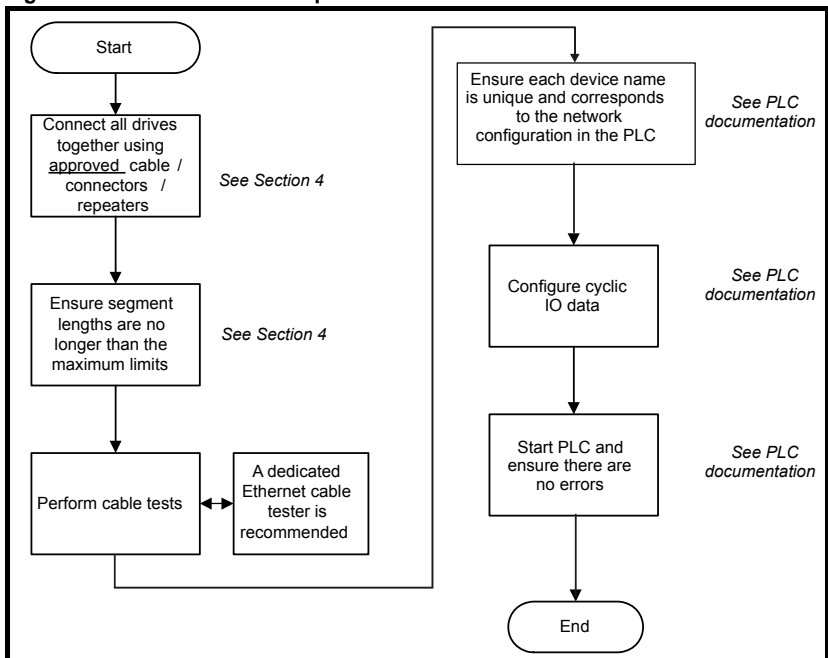 Start
Connect all drives
together using
approved cable /
connectors /
repeaters
See Section 4
Ensure segment
lengths are no
longer than the
maximum limits
See Section 4
Perform cable tests
A dedicated
Ethernet cable
tester is
recommended
Ensure each device name
is unique and corresponds
to the network
configuration in the PLC
See PLC
documentation
Configure cyclic
IO data
See PLC
documentation
Start PLC and
ensure there are
no errors
See PLC
documentation
End